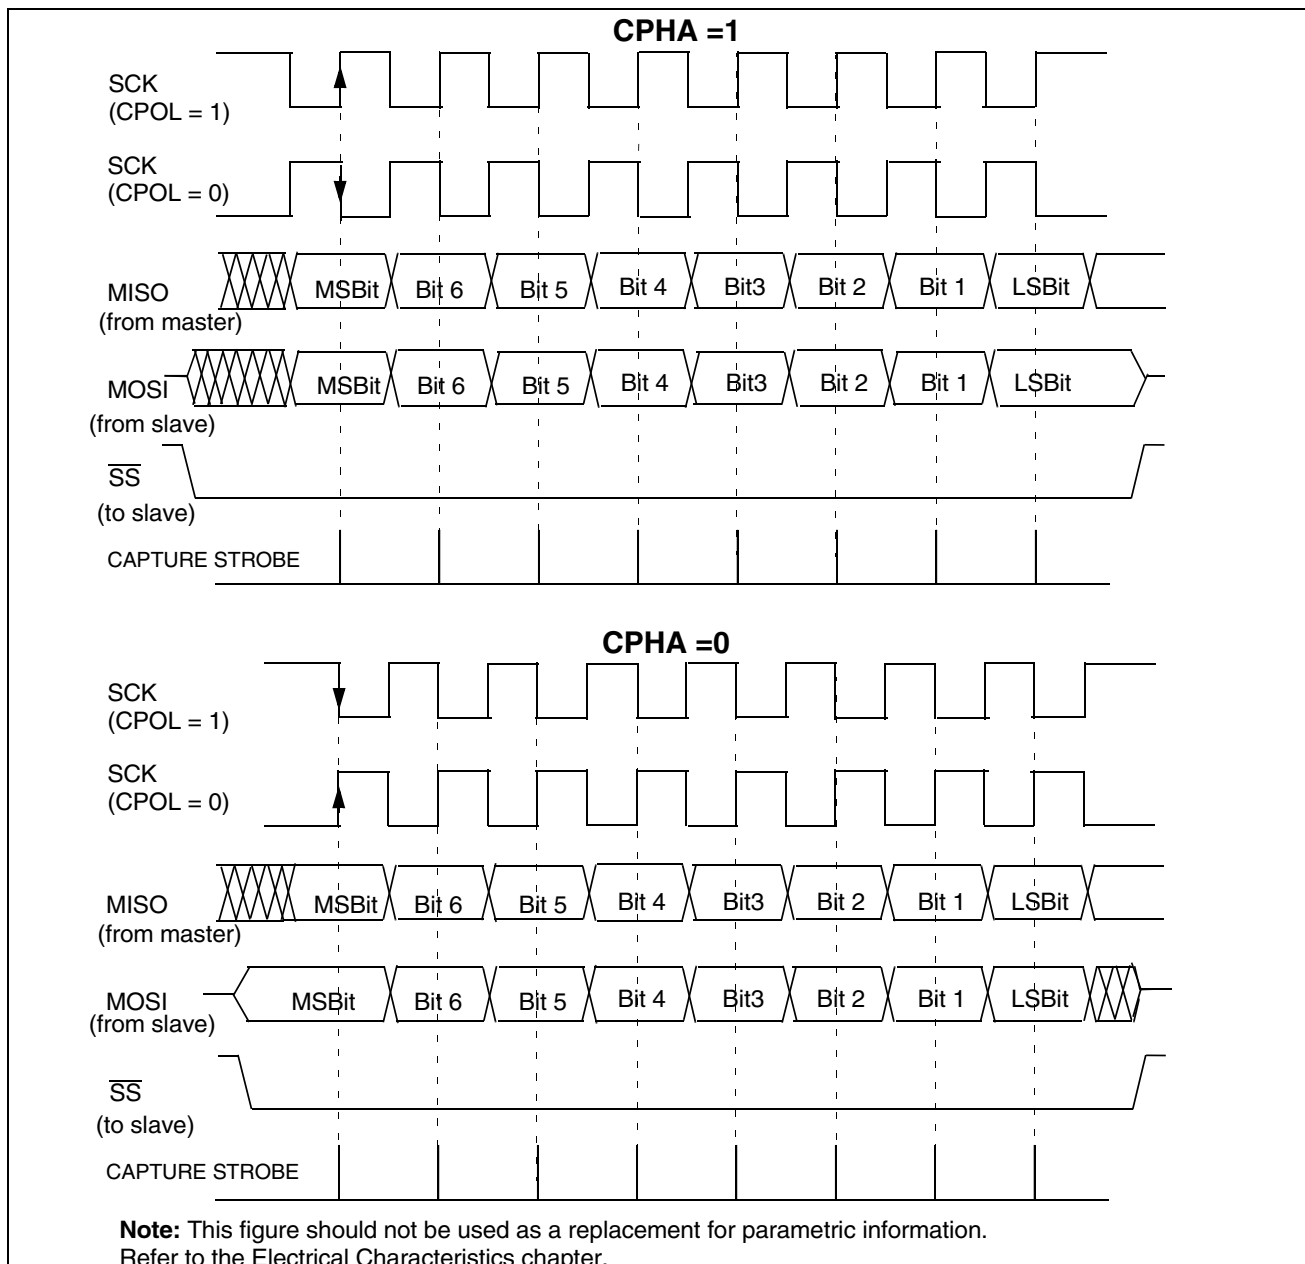 CPHA =1
SCK
(CPOL = 1)
SCK
(CPOL = 0)
MISO
(from master)
MSBit Bit 6 Bit 5 Bit 4 Bit3 Bit 2 Bit 1 LSBit
MOSI
(from slave)
MSBit Bit 6 Bit 5 Bit 4 Bit3 Bit 2 Bit 1 LSBit
SS
(to slave)
CAPTURE STROBE
CPHA =0
SCK
(CPOL = 1)
SCK
(CPOL = 0)
MISO
(from master)
MSBit Bit 6 Bit 5 Bit 4 Bit3 Bit 2 Bit 1 LSBit
MOSI
(from slave)
MSBit Bit 6 Bit 5 Bit 4 Bit3 Bit 2 Bit 1 LSBit
SS
(to slave)
CAPTURE STROBE
Note: This figure should not be used as a replacement for parametric information.
Refer to the Electrical Characteristics chapter.